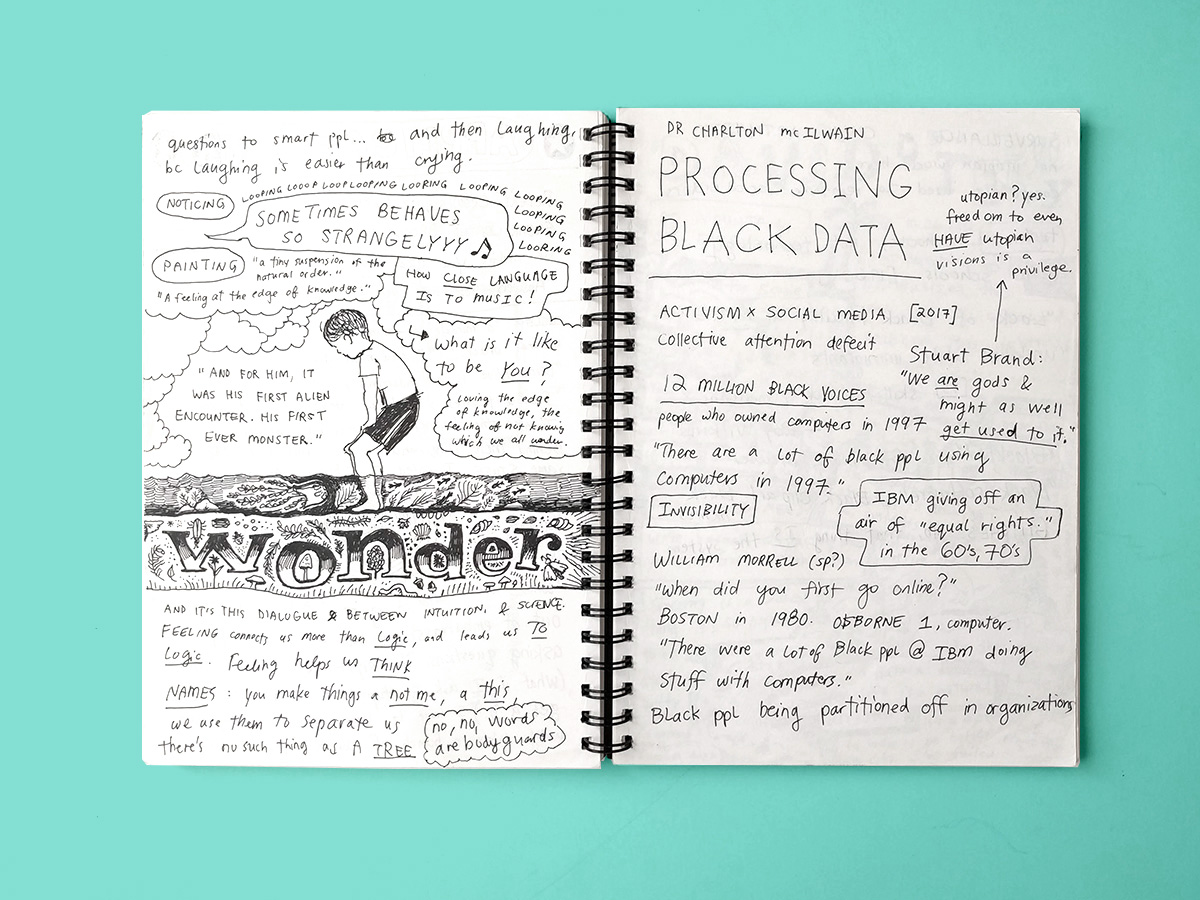 questions to smart ppl... and then laughing,
bc laughing is easier than crying.
LOOPING LOOOP LOOPLOOPING LOORING LOOPING LOOPING
LOOPING
LOOPING
LOOPING
LOORING
NOTICING
SOMETIMES BEHAVES
SO STRANGELYYY
PAINTING
"a tiny suspension of the
natural order."
"A feeling at the edge of knowledge."
HOW CLOSE LANGUAGE
IS TO MUSIC!
what is it like
to be You?
Loving the edge
of knowledge, the
feeling of not knowing
which we all wonder.
"AND FOR HIM, IT
WAS HIS FIRST ALIEN
ENCOUNTER. HIS FIRST
EVER MONSTER."
wonder
AND IT'S THIS DIALOGUE BETWEEN INTUITION, & SCIENCE.
FEELING connects us more than Logic, and leads us TO
Logic. Feeling helps us THINK
NAMES: you make things a not me, a this,
we use them to separate us
there's no such thing as A TREE
no, no, words
are bodyguards
DR CHARLTON mcILWAIN
PROCESSING
BLACK DATA
utopian? yes.
freedom to even
HAVE utopian
visions is a
privilege.
ACTIVISM x SOCIAL MEDIA [2017]
Collective attention defecit
Stuart Brand:
"We are gods &
might as well
get used to it."
12 MILLION BLACK VOICES
people who owned computers in 1997
"There are a lot of black ppl using
Computers in 1997."
INVISIBILITY
IBM giving off an
air of "equal rights."
in the 60's, 70's
WILLIAM MORRELL (sp?)
"When did you first go online?"
BOSTON in 1980. OSBORNE 1, computer.
"There were a lot of Black ppl @ IBM doing
stuff with computers."
Black ppl being partitioned off in organizations